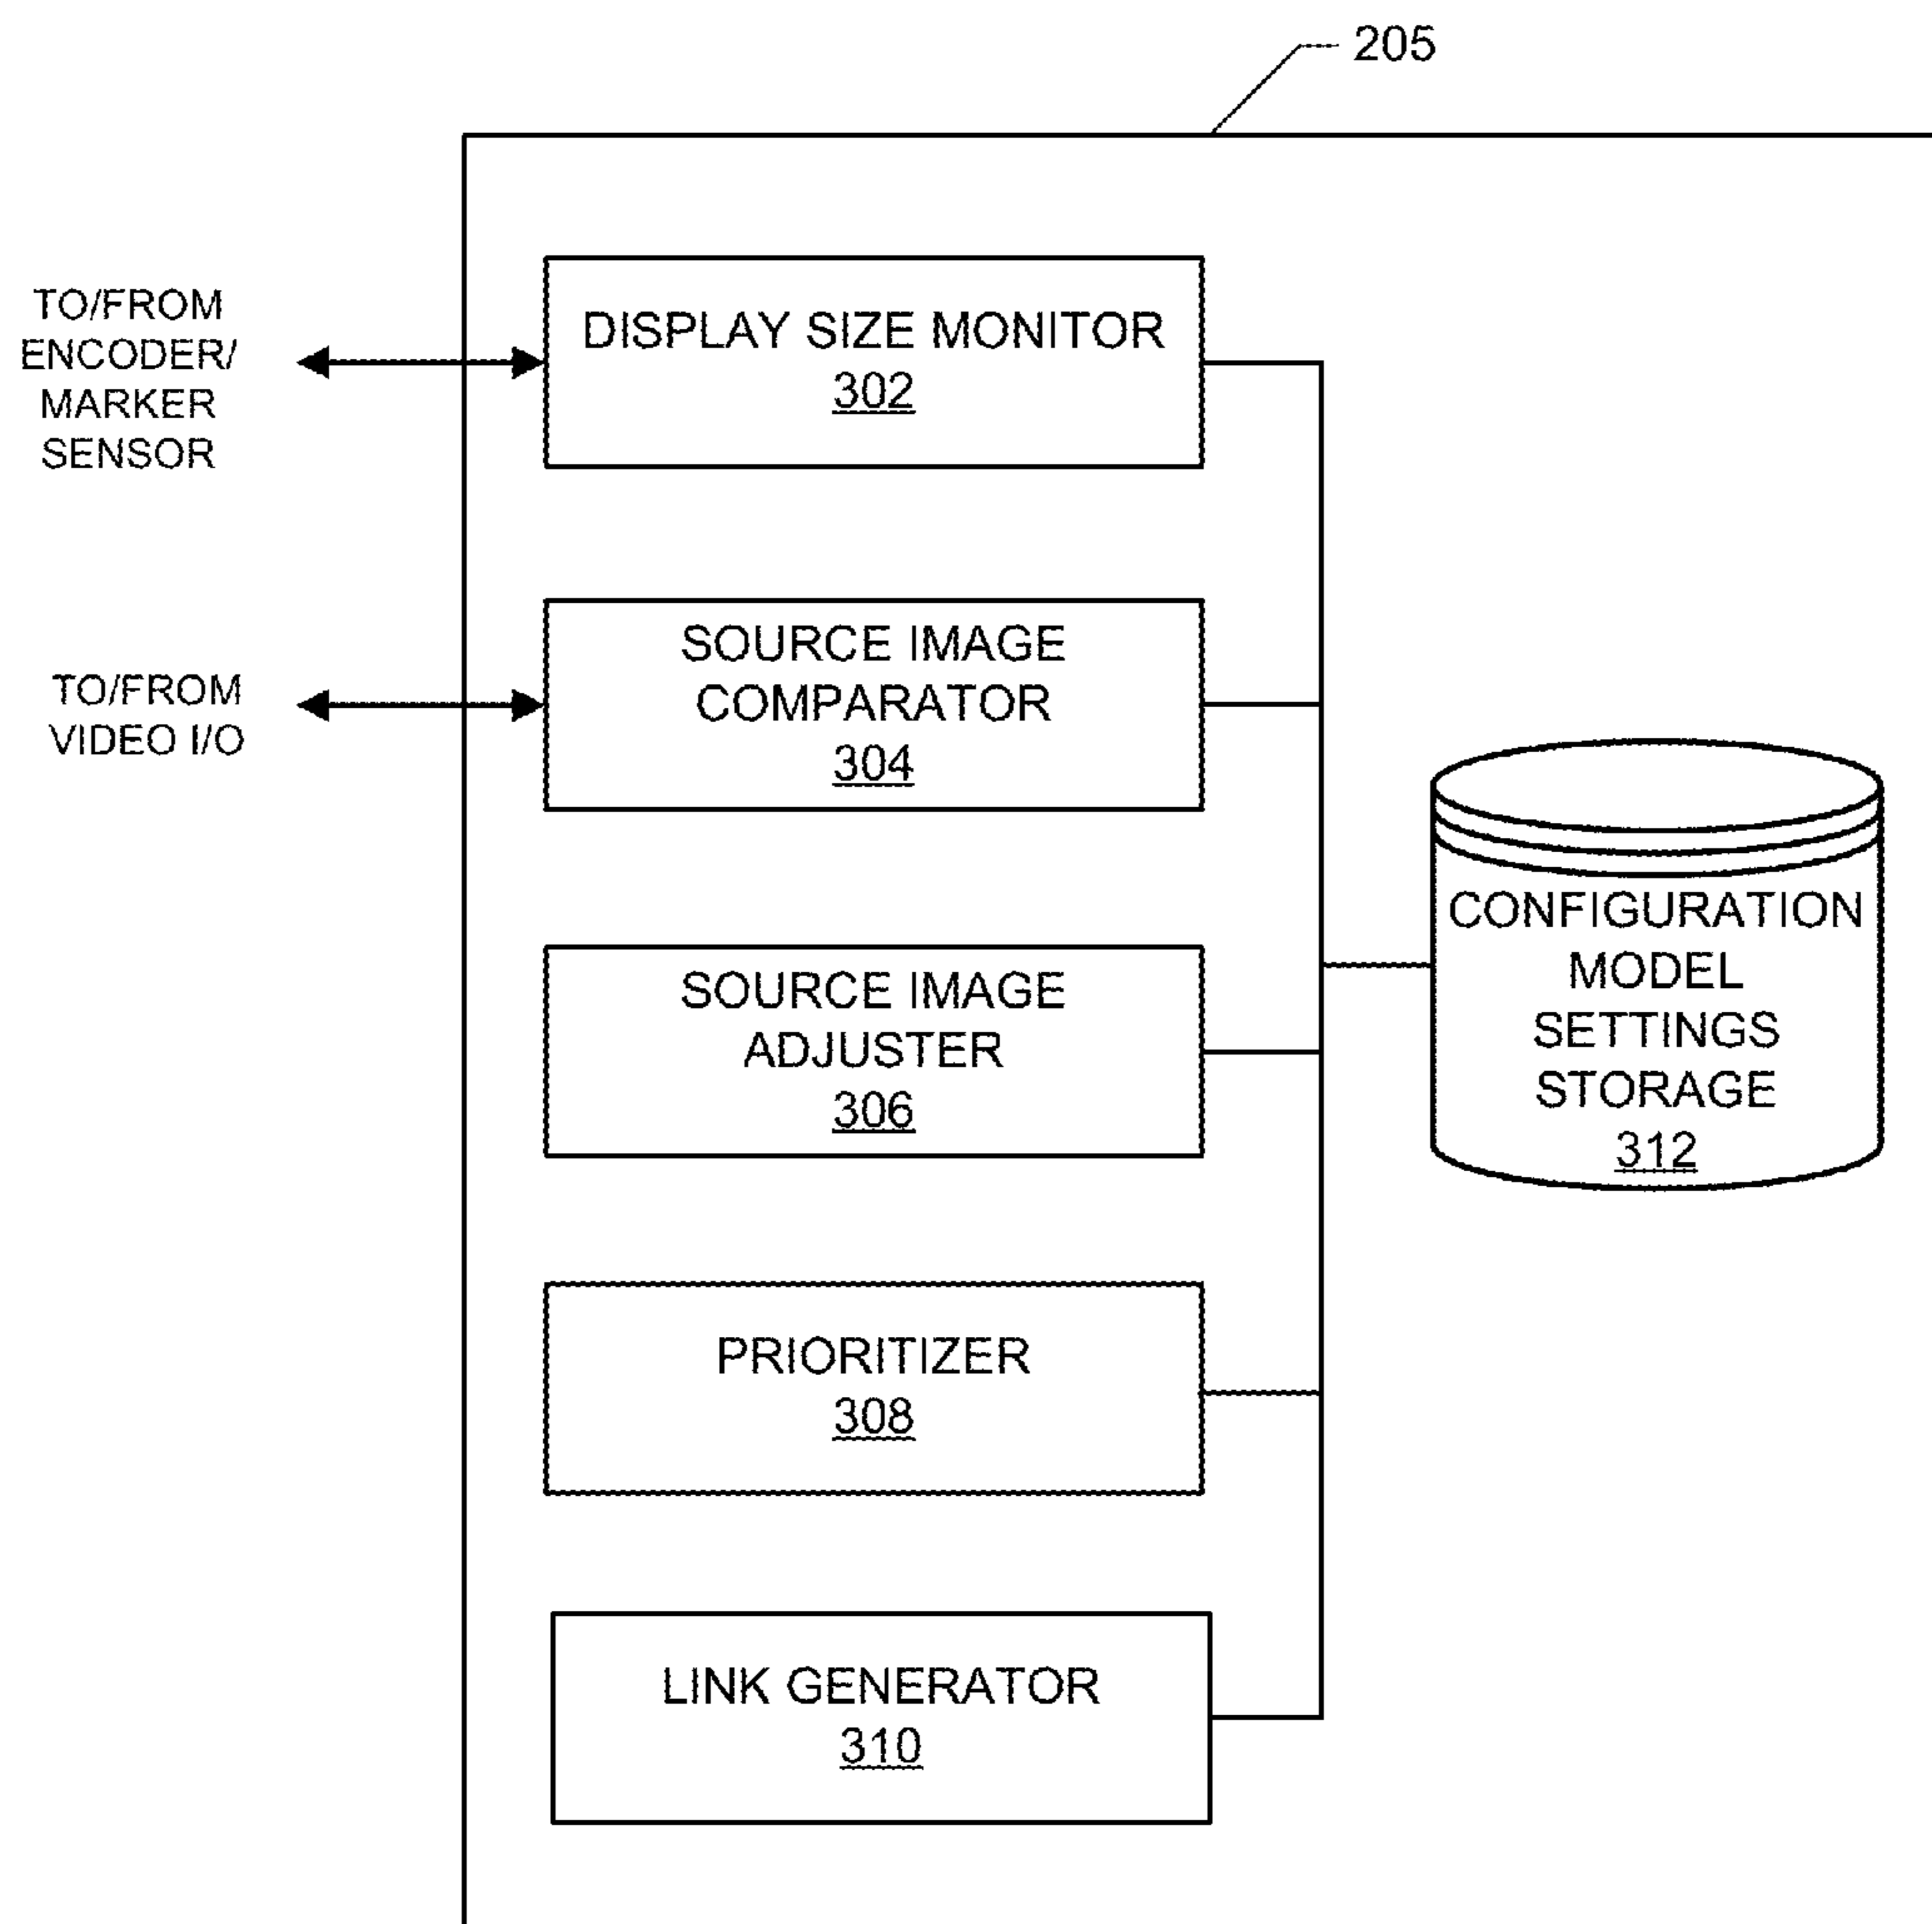 205
TO/FROM
ENCODER/
MARKER
SENSOR
DISPLAY SIZE MONITOR
302
TO/FROM
VIDEO I/O
SOURCE IMAGE
COMPARATOR
304
SOURCE IMAGE
ADJUSTER
306
CONFIGURATION
MODEL
SETTINGS
STORAGE
312
PRIORITIZER
308
LINK GENERATOR
310